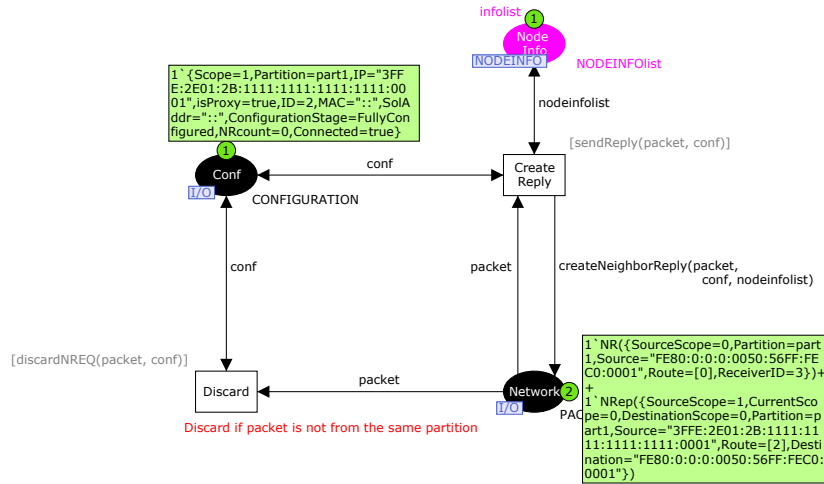 infolist
1
Node
Info
NODEINFO
NODEINFOlist
1`{Scope=1,Partition=part1,IP="3FF
E:2E01:2B:1111:1111:1111:1111:00
01",isProxy=true,ID=2,MAC="::",SolA
ddr="::",ConfigurationStage=FullyCon
figured,NRcount=0,Connected=true}
nodeinfolist
[sendReply(packet, conf)]
1
Conf
I/O
CONFIGURATION
conf
Create
Reply
conf
packet
createNeighborReply(packet,
conf, nodeinfolist)
[discardNREQ(packet, conf)]
Discard
packet
Network
2
I/O
PAC
Discard if packet is not from the same partition
1`NR({SourceScope=0,Partition=part
1,Source="FE80:0:0:0:0050:56FF:FE
C0:0001",Route=[0],ReceiverID=3})+
+
1`NRep({SourceScope=1,CurrentSco
pe=0,DestinationScope=0,Partition=p
art1,Source="3FFE:2E01:2B:1111:11
11:1111:1111:0001",Route=[2],Desti
nation="FE80:0:0:0:0050:56FF:FEC0:
0001"})